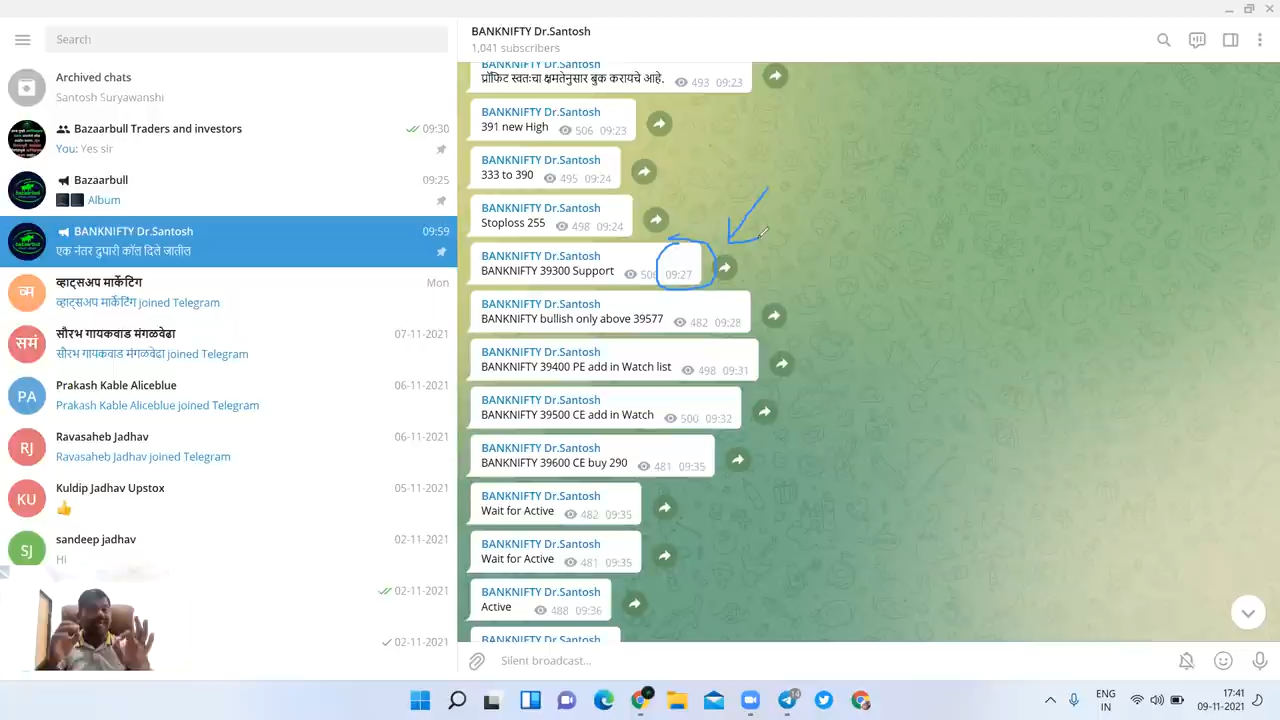 Search
Archived chats
Santosh Suryawanshi
Bazaarbull Traders and investors
09:30
You: Yes sir
Bazaarbull
09:25
Album
BANKNIFTY Dr.Santosh
09:59
एक नंतर दुपारी कॉल दिले जातील
व्हाट्सअप मार्केटिंग
Mon
व्हाट्सअप मार्केटिंग joined Telegram
सौरभ गायकवाड मंगळवेढा
07-11-2021
सौरभ गायकवाड मंगळवेढा joined Telegram
Prakash Kable Aliceblue
06-11-2021
Prakash Kable Aliceblue joined Telegram
Ravasaheb Jadhav
06-11-2021
Ravasaheb Jadhav joined Telegram
Kuldip Jadhav Upstox
05-11-2021
sandeep jadhav
02-11-2021
Hi
02-11-2021
02-11-2021
व्म
सम
PA
RJ
KU
SJ
BANKNIFTY Dr.Santosh
1,041 subscribers
BANKNIFTY Dr.Santosh
प्रॉफिट स्वतःचा क्षमतेनुसार बुक करायचे आहे. 493 09:23
BANKNIFTY Dr.Santosh
391 new High 506 09:23
BANKNIFTY Dr.Santosh
333 to 390 495 09:24
BANKNIFTY Dr.Santosh
Stoploss 255 498 09:24
BANKNIFTY Dr.Santosh
BANKNIFTY 39300 Support 09:27
BANKNIFTY Dr.Santosh
BANKNIFTY bullish only above 39577 482 09:28
BANKNIFTY Dr.Santosh
BANKNIFTY 39400 PE add in Watch list 498 09:31
BANKNIFTY Dr.Santosh
BANKNIFTY 39500 CE add in Watch 500 09:32
BANKNIFTY Dr.Santosh
BANKNIFTY 39600 CE buy 290 481 09:35
BANKNIFTY Dr.Santosh
Wait for Active 482 09:35
BANKNIFTY Dr.Santosh
Wait for Active 481 09:35
BANKNIFTY Dr.Santosh
Active 488 09:36
BANKNIFTY Dr.Santosh
Silent broadcast...
14
ENG
IN
17:41
09-11-2021